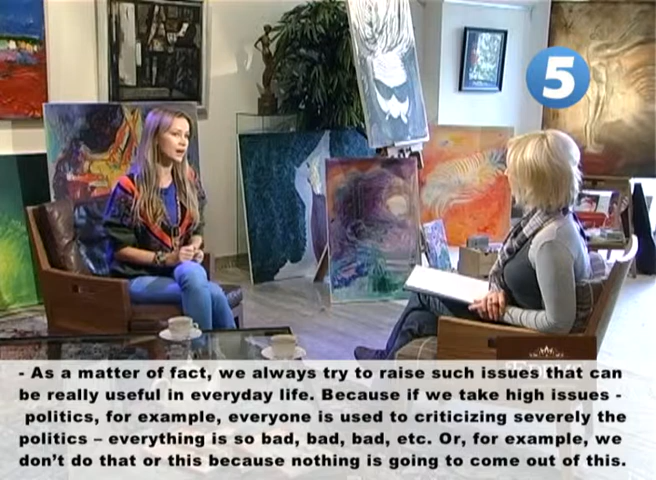 5
- As a matter of fact, we always try to raise such issues that can
be really useful in everyday life. Because if we take high issues -
politics, for example, everyone is used to criticizing severely the
politics – everything is so bad, bad, bad, etc. Or, for example, we
don't do that or this because nothing is going to come out of this.